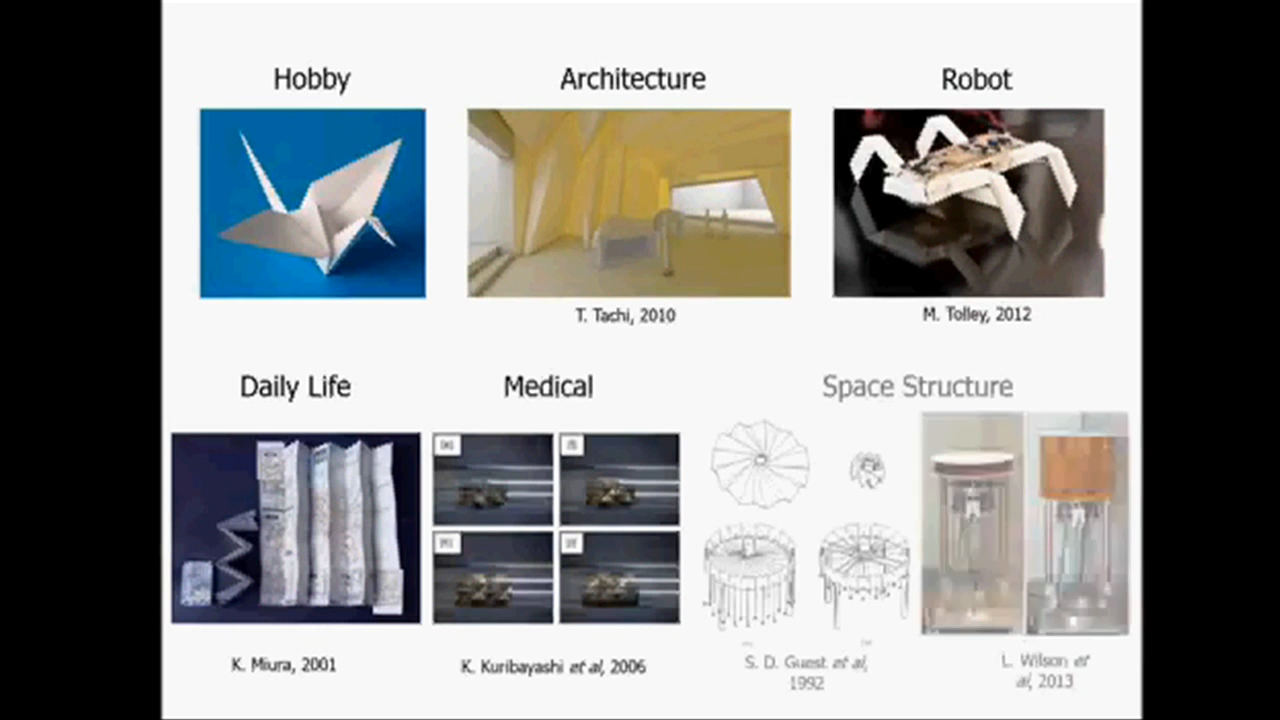 Hobby
Architecture
Robot
T. Tachi, 2010
M. Tolley, 2012
Daily Life
Medical
Space Structure
K. Miura, 2001
K. Kuribayashi et al, 2006
S. D. Guest et al,
1992
L. Wilson et
al, 2013